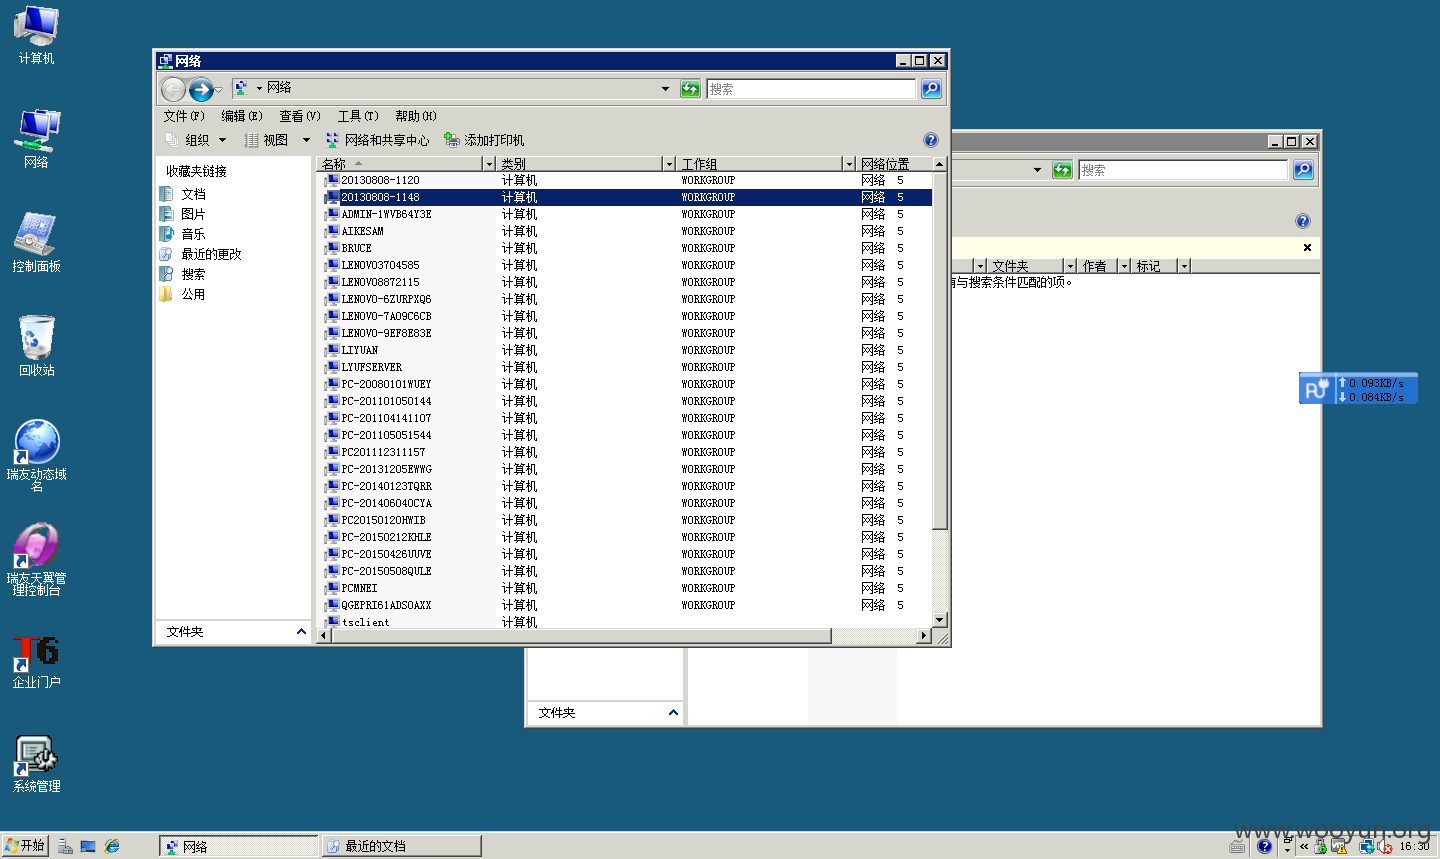 计算机
网络
控制面板
回收站
瑞友动态域
名
瑞友天翼管
理控制台
T6
企业门户
系统管理
网络
网络
搜索
文件(F) 编辑(E) 查看(V) 工具(T) 帮助(H)
组织 视图 网络和共享中心 添加打印机
收藏夹链接
文档
图片
音乐
最近的更改
搜索
公用
文件夹
名称 类别 工作组 网络位置
20130808-1120 计算机 WORKGROUP 网络 5
20130808-1148 计算机 WORKGROUP 网络 5
ADMIN-1WVB64Y3E 计算机 WORKGROUP 网络 5
AIKESAM 计算机 WORKGROUP 网络 5
BRUCE 计算机 WORKGROUP 网络 5
LENOVO3704585 计算机 WORKGROUP 网络 5
LENOVO8872115 计算机 WORKGROUP 网络 5
LENOVO-6ZURPXQ6 计算机 WORKGROUP 网络 5
LENOVO-7A09C6CB 计算机 WORKGROUP 网络 5
LENOVO-9EF8E83E 计算机 WORKGROUP 网络 5
LIYUAN 计算机 WORKGROUP 网络 5
LYUFSERVER 计算机 WORKGROUP 网络 5
PC-20080101WUEY 计算机 WORKGROUP 网络 5
PC-201101050144 计算机 WORKGROUP 网络 5
PC-201104141107 计算机 WORKGROUP 网络 5
PC-201105051544 计算机 WORKGROUP 网络 5
PC201112311157 计算机 WORKGROUP 网络 5
PC-20131205EWWG 计算机 WORKGROUP 网络 5
PC-20140123TQRR 计算机 WORKGROUP 网络 5
PC-201406040CYA 计算机 WORKGROUP 网络 5
PC20150120HWIB 计算机 WORKGROUP 网络 5
PC-20150212KHLE 计算机 WORKGROUP 网络 5
PC-20150426UUVE 计算机 WORKGROUP 网络 5
PC-20150508QULE 计算机 WORKGROUP 网络 5
PCMNEI 计算机 WORKGROUP 网络 5
QGEPRI61ADSOAXX 计算机 WORKGROUP 网络 5
tsclient 计算机
搜索
文件夹 作者 标记
与搜索条件匹配的项。
文件夹
0.093KB/s
0.084KB/s
www.wooyun.org
开始 网络 最近的文档 16:30